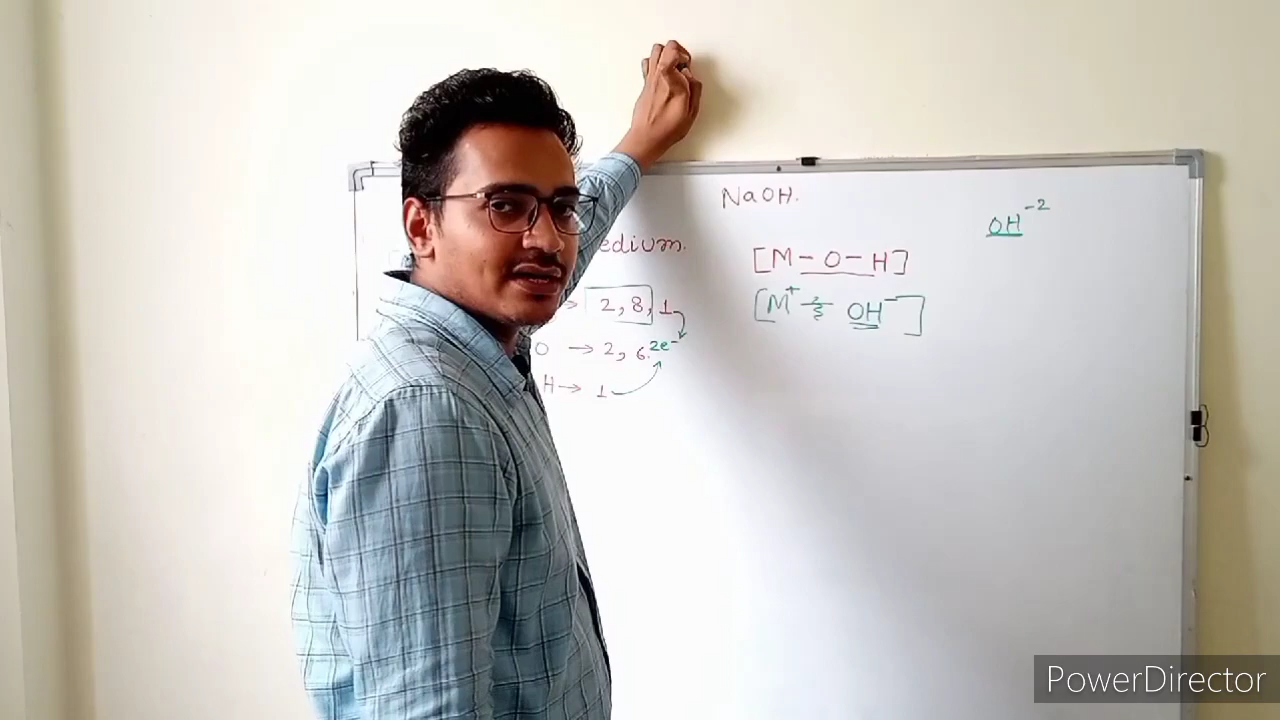 NaOH.
OH⁻²
edium.
[M-O-H]
→ 2,8,1
[M⁺ OH⁻]
O → 2, 6. 2e⁻
H → 1
PowerDirector